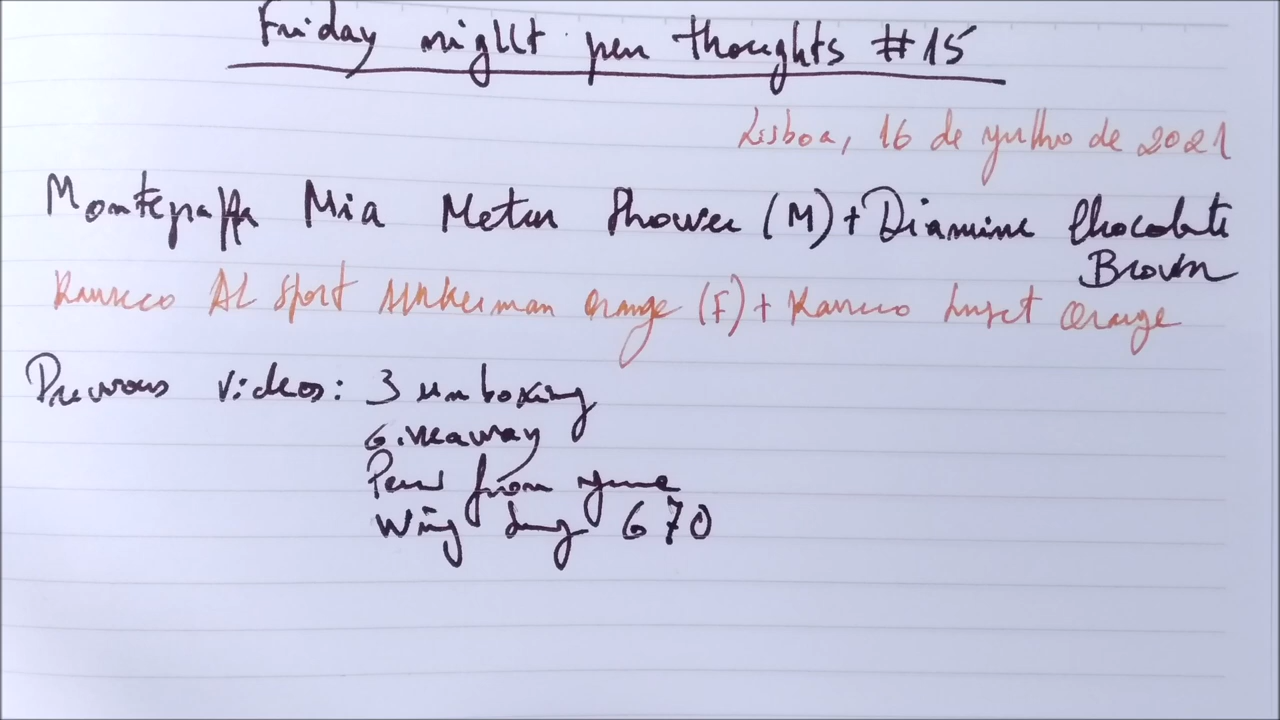 Friday night pen thoughts #15
Lisboa, 16 de julho de 2021
Montegrappa Mia Meteor Shower (M) + Diamine Chocolate
Brown
Kaweco AL Sport Orange (F) + Kaweco Sunset Orange
Previous videos: 3 unboxing
Giveaway
Pens from June
Wing Sung 670